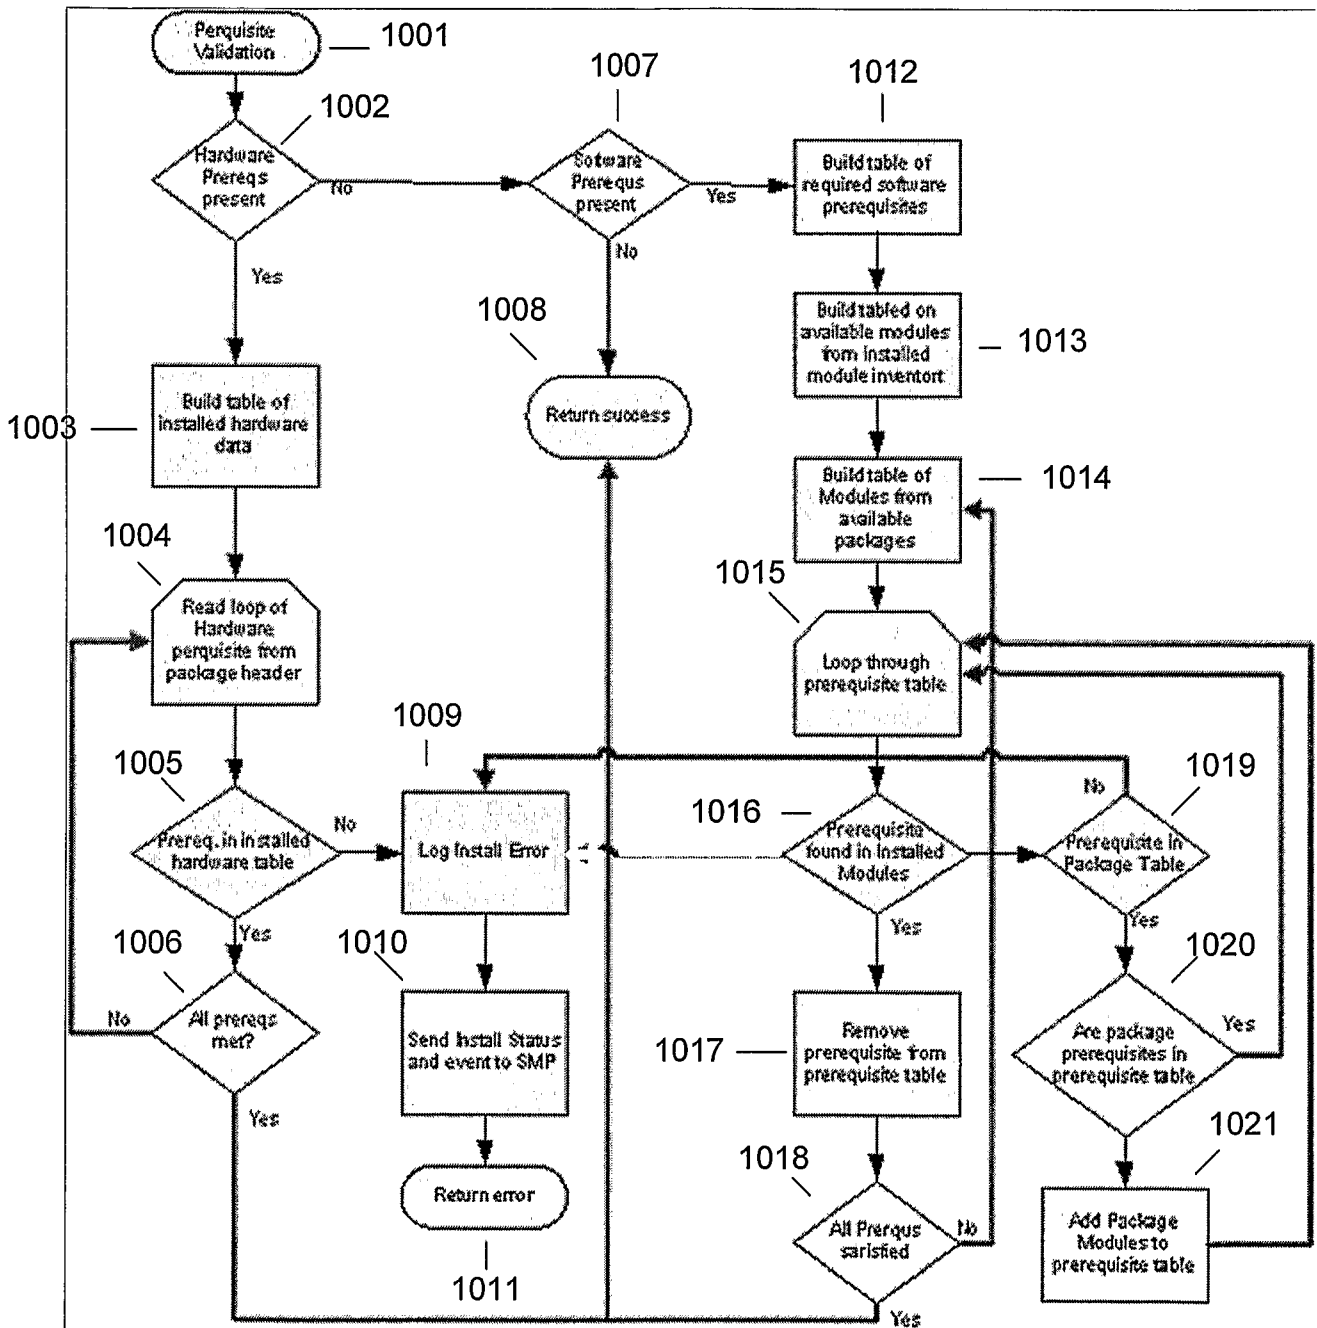 Perquisite
Validation
1001
1002
Hardware
Prereqs
present
No
Yes
1003
Build table of
installed hardware
data
1004
Read loop of
Hardware
perquisite from
package header
1005
Prereq. in installed
hardware table
No
Yes
1006
All prereqs
met?
No
Yes
1007
Sotware
Prerequs
present
Yes
No
1008
Return success
1009
Log Install Error
1010
Send Install Status
and event to SMP
Return error
1011
1012
Build table of
required software
prerequisites
Build tabled on
available modules
from installed
module inventort
1013
Build table of
Modules from
available
packages
1014
1015
Loop through
prerequisite table
1016
Prerequisite
found in Installed
Modules
Yes
1017
Remove
prerequisite from
prerequisite table
1018
All Prerqus
sarisfied
No
Yes
1019
No
Prerequisite in
Package Table
Yes
1020
Are package
prerequisites in
prerequisite table
Yes
1021
Add Package
Modules to
prerequisite table